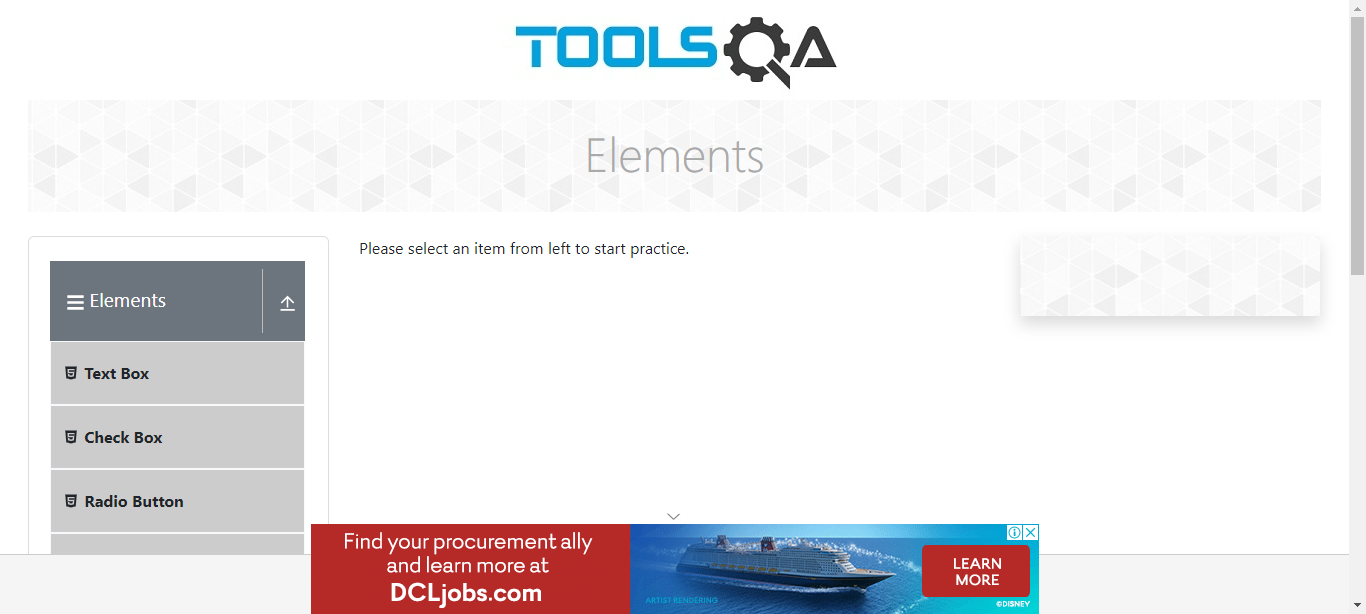 TOOLSQA
Elements
Elements
Please select an item from left to start practice.
Text Box
Check Box
Radio Button
Find your procurement ally
and learn more at
DCLjobs.com
ARTIST RENDERING
LEARN
MORE
©DISNEY